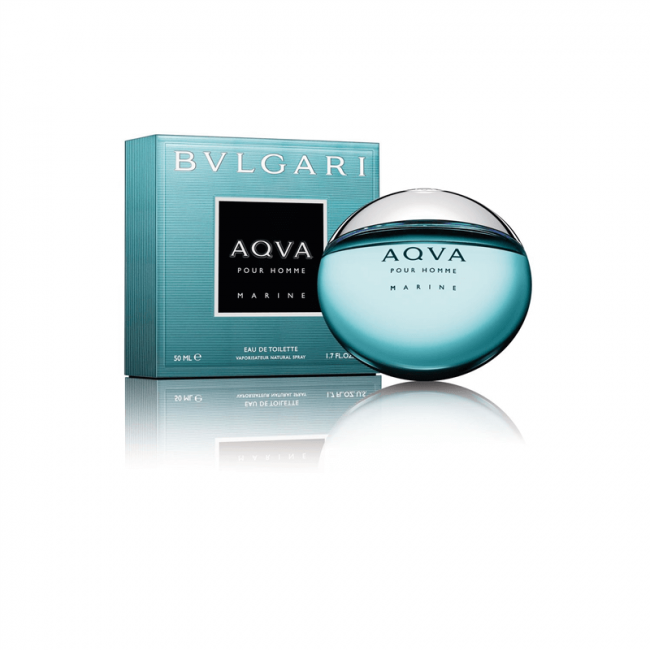 BVLGARI
AQVA
POUR HOMME
MARINE
EAU DE TOILETTE
50 ML ℮ VAPORISATEUR NATURAL SPRAY 1.7 FL.OZ.
AQVA
POUR HOMME
MARINE